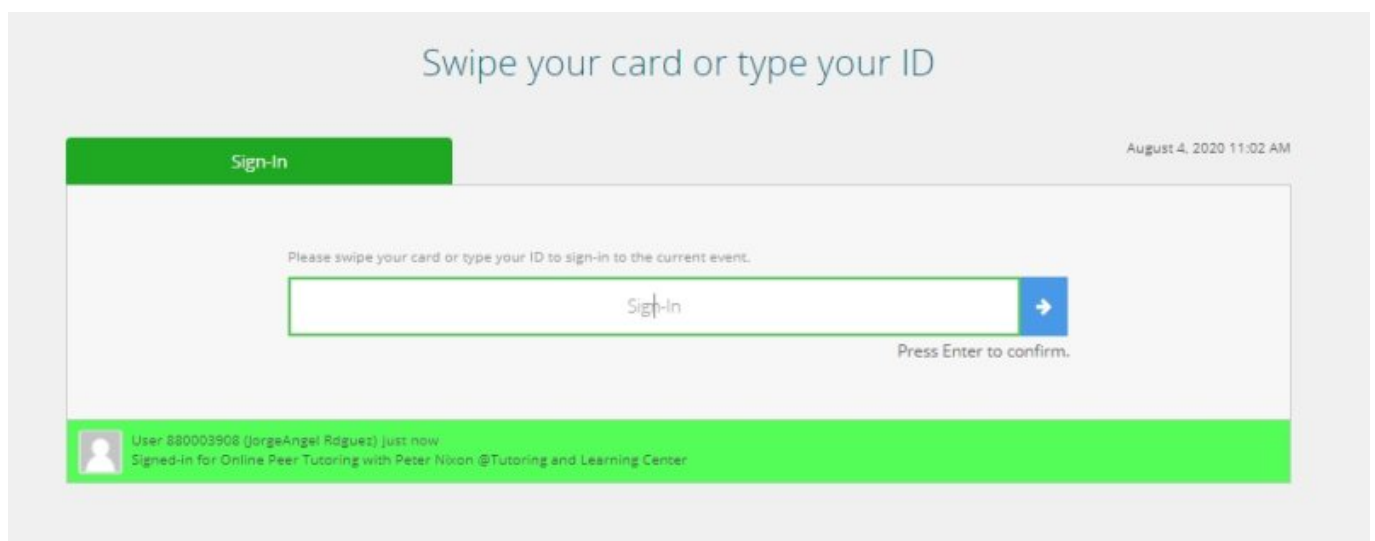 Swipe your card or type your ID
Sign-In
August 4, 2020 11:02 AM
Please swipe your card or type your ID to sign-in to the current event.
Sign-In
Press Enter to confirm.
User 880003908 (JorgeAngel Rdguez) just now
Signed-in for Online Peer Tutoring with Peter Nixon @Tutoring and Learning Center